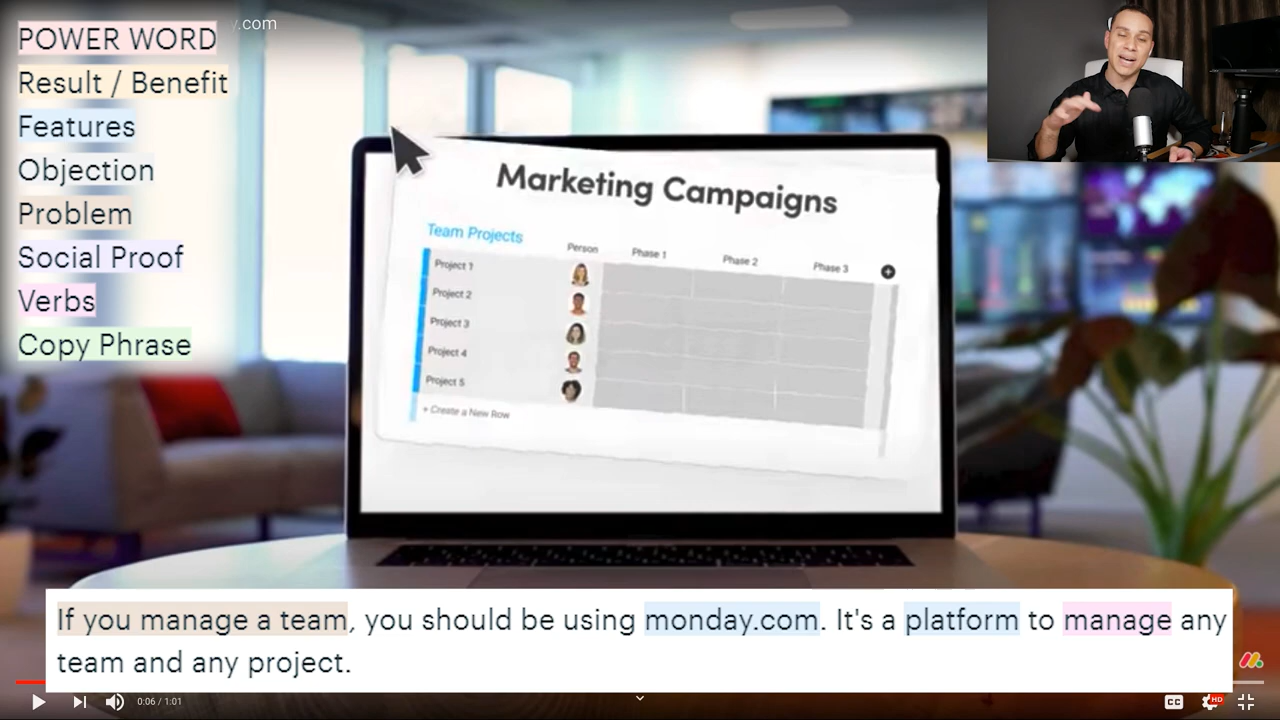 y.com
POWER WORD
Result / Benefit
Features
Objection
Problem
Social Proof
Verbs
Copy Phrase
Marketing Campaigns
Team Projects
Person
Phase 1
Phase 2
Phase 3
Project 1
Project 2
Project 3
Project 4
Project 5
+ Create a New Row
If you manage a team, you should be using monday.com. It's a platform to manage any
team and any project.
0:06 / 1:01
CC
HD